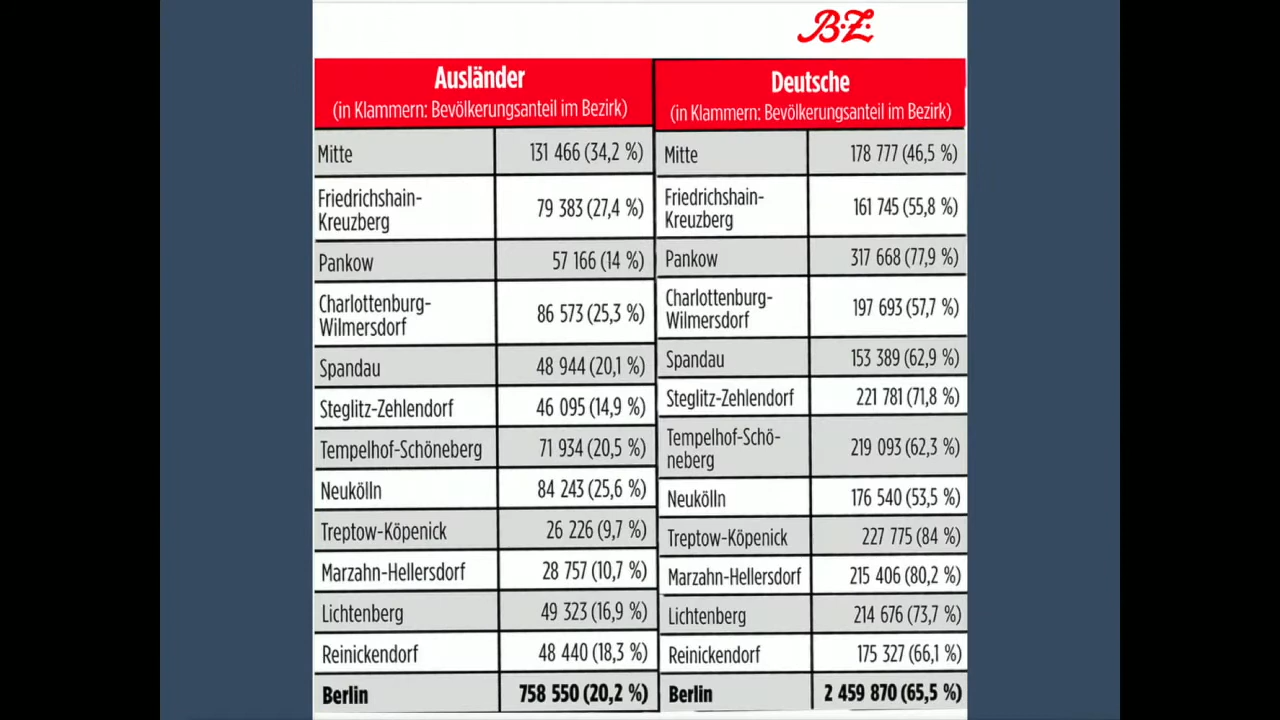 B.Z.
Ausländer
(in Klammern: Bevölkerungsanteil im Bezirk)
Mitte 131 466 (34,2 %)
Friedrichshain-
Kreuzberg 79 383 (27,4 %)
Pankow 57 166 (14 %)
Charlottenburg-
Wilmersdorf 86 573 (25,3 %)
Spandau 48 944 (20,1 %)
Steglitz-Zehlendorf 46 095 (14,9 %)
Tempelhof-Schöneberg 71 934 (20,5 %)
Neukölln 84 243 (25,6 %)
Treptow-Köpenick 26 226 (9,7 %)
Marzahn-Hellersdorf 28 757 (10,7 %)
Lichtenberg 49 323 (16,9 %)
Reinickendorf 48 440 (18,3 %)
Berlin 758 550 (20,2 %)
Deutsche
(in Klammern: Bevölkerungsanteil im Bezirk)
Mitte 178 777 (46,5 %)
Friedrichshain-
Kreuzberg 161 745 (55,8 %)
Pankow 317 668 (77,9 %)
Charlottenburg-
Wilmersdorf 197 693 (57,7 %)
Spandau 153 389 (62,9 %)
Steglitz-Zehlendorf 221 781 (71,8 %)
Tempelhof-Schö-
neberg 219 093 (62,3 %)
Neukölln 176 540 (53,5 %)
Treptow-Köpenick 227 775 (84 %)
Marzahn-Hellersdorf 215 406 (80,2 %)
Lichtenberg 214 676 (73,7 %)
Reinickendorf 175 327 (66,1 %)
Berlin 2 459 870 (65,5 %)